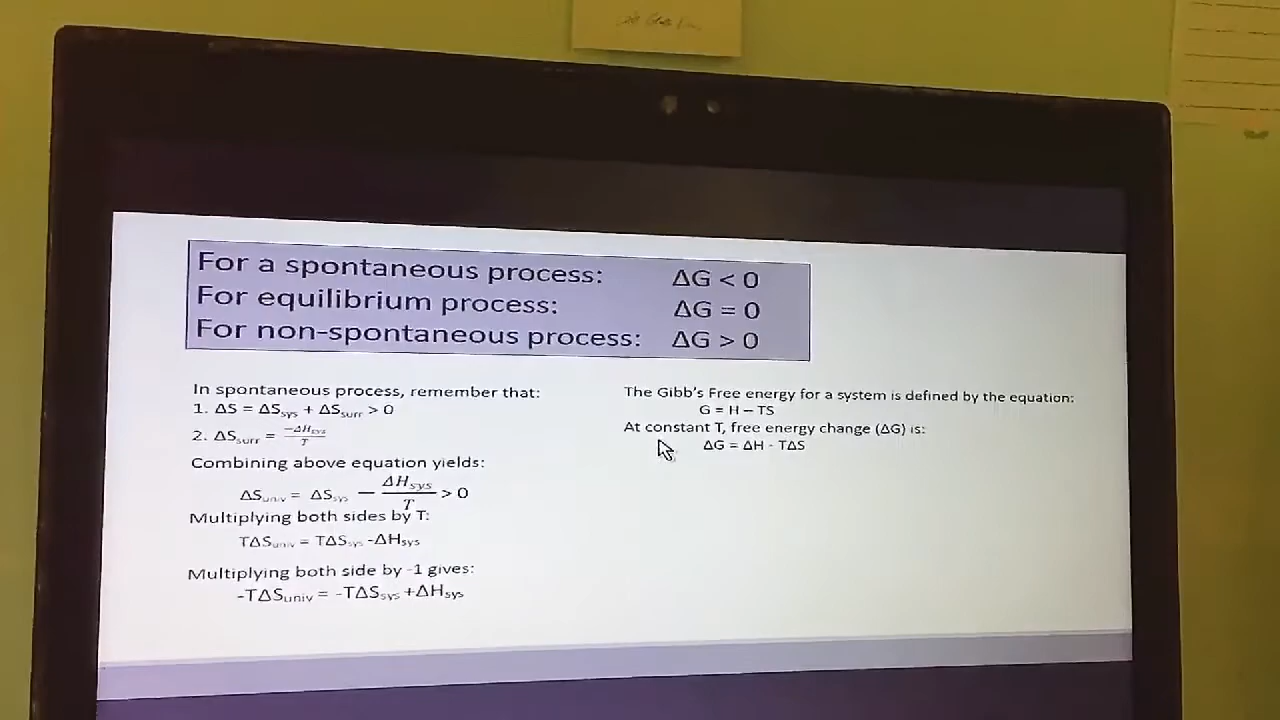 For a spontaneous process: ΔG < 0
For equilibrium process: ΔG = 0
For non-spontaneous process: ΔG > 0
In spontaneous process, remember that:
1. ΔS = ΔSsys + ΔSsurr > 0
2. ΔSsurr = −ΔHsys / T
Combining above equation yields:
ΔSuniv = ΔSsys − ΔHsys / T > 0
Multiplying both sides by T:
TΔSuniv = TΔSsys -ΔHsys
Multiplying both side by -1 gives:
-TΔSuniv = -TΔSsys +ΔHsys
The Gibb's Free energy for a system is defined by the equation:
G = H – TS
At constant T, free energy change (ΔG) is:
ΔG = ΔH - TΔS